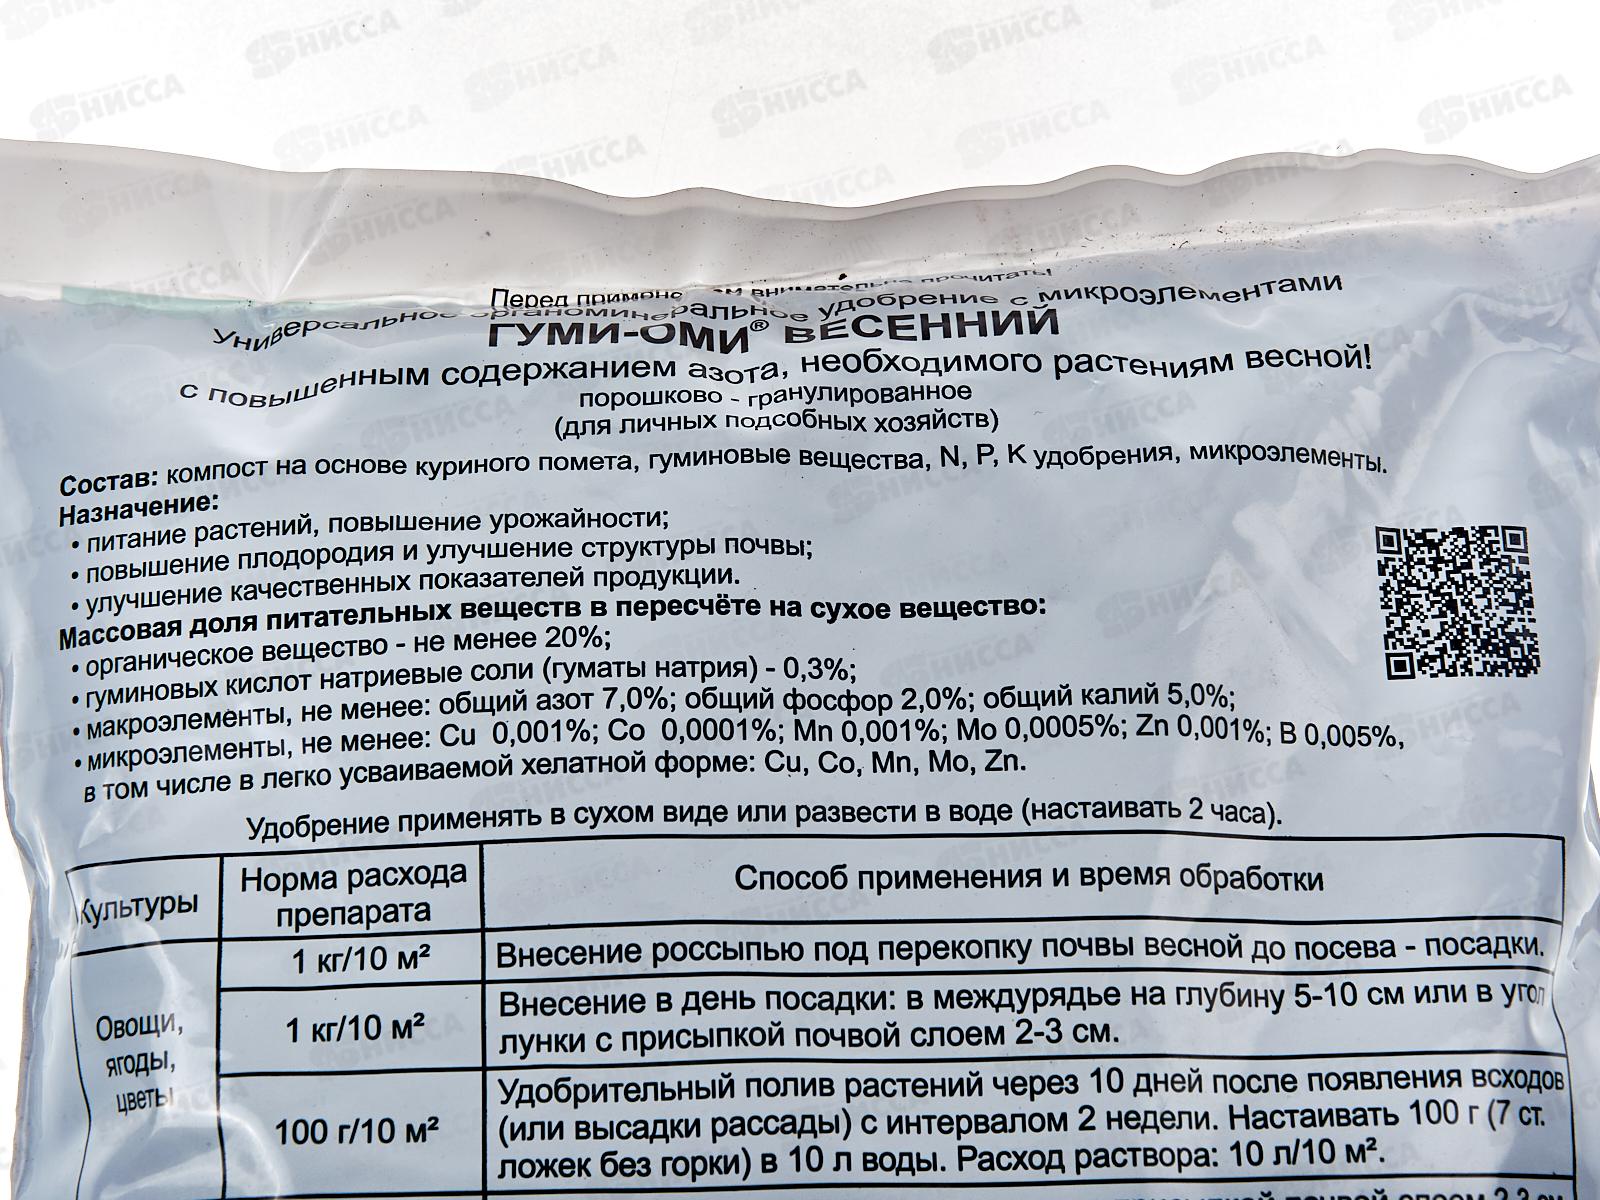 Перед внимательно прочитать!
Универсальное органоминеральное удобрение с микроэлементами
ГУМИ-ОМИ® ВЕСЕННИЙ
с повышенным содержанием азота, необходимого растениям весной!
порошково - гранулированное
(для личных подсобных хозяйств)
Состав: компост на основе куриного помета, гуминовые вещества, N, P, K удобрения, микроэлементы.
Назначение:
• питание растений, повышение урожайности;
• повышение плодородия и улучшение структуры почвы;
• улучшение качественных показателей продукции.
Массовая доля питательных веществ в пересчёте на сухое вещество:
• органическое вещество - не менее 20%;
• гуминовых кислот натриевые соли (гуматы натрия) - 0,3%;
• макроэлементы, не менее: общий азот 7,0%; общий фосфор 2,0%; общий калий 5,0%;
• микроэлементы, не менее: Cu 0,001%; Co 0,0001%; Mn 0,001%; Mo 0,0005%; Zn 0,001%; B 0,005%,
в том числе в легко усваиваемой хелатной форме: Cu, Co, Mn, Mo, Zn.
Удобрение применять в сухом виде или развести в воде (настаивать 2 часа).
Культуры
Норма расхода
препарата
Способ применения и время обработки
Овощи,
ягоды,
цветы
1 кг/10 м²
Внесение россыпью под перекопку почвы весной до посева - посадки.
1 кг/10 м²
Внесение в день посадки: в междурядье на глубину 5-10 см или в угол
лунки с присыпкой почвой слоем 2-3 см.
100 г/10 м²
Удобрительный полив растений через 10 дней после появления всходов
(или высадки рассады) с интервалом 2 недели. Настаивать 100 г (7 ст.
ложек без горки) в 10 л воды. Расход раствора: 10 л/10 м².
присыпкой почвой слоем 2-3 см
НИССА